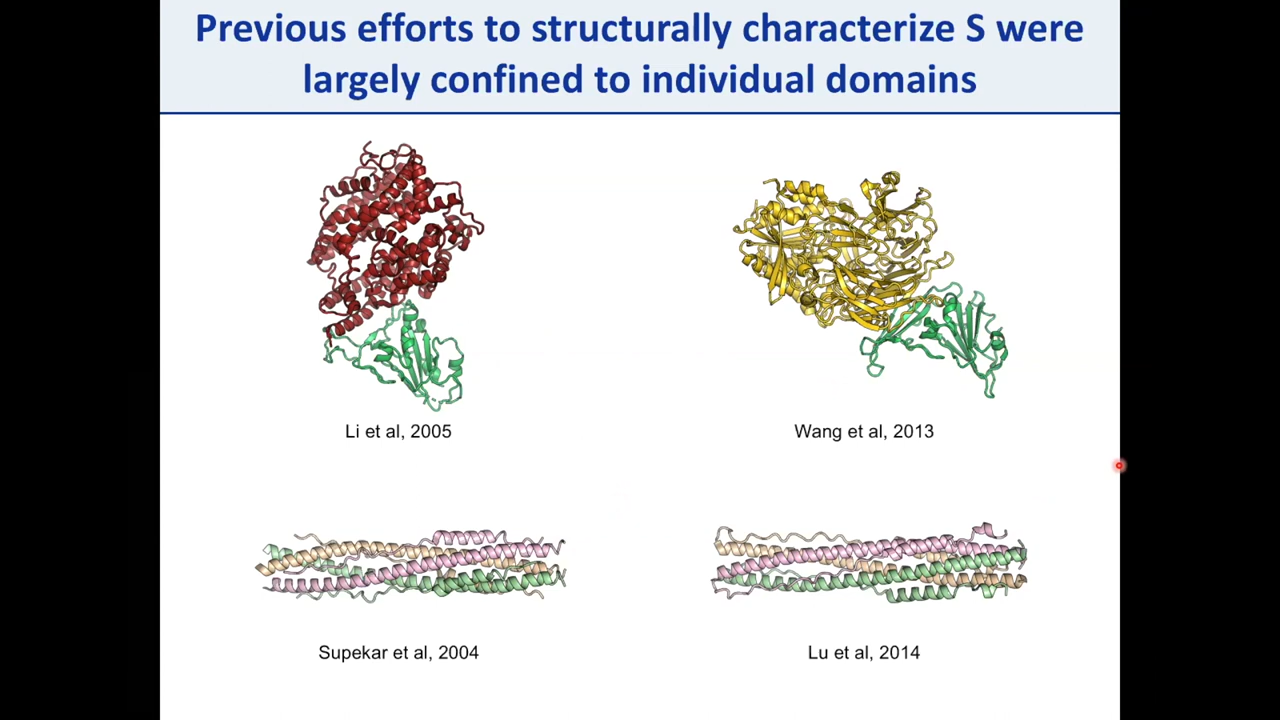 Previous efforts to structurally characterize S were
largely confined to individual domains
Li et al, 2005
Wang et al, 2013
Supekar et al, 2004
Lu et al, 2014